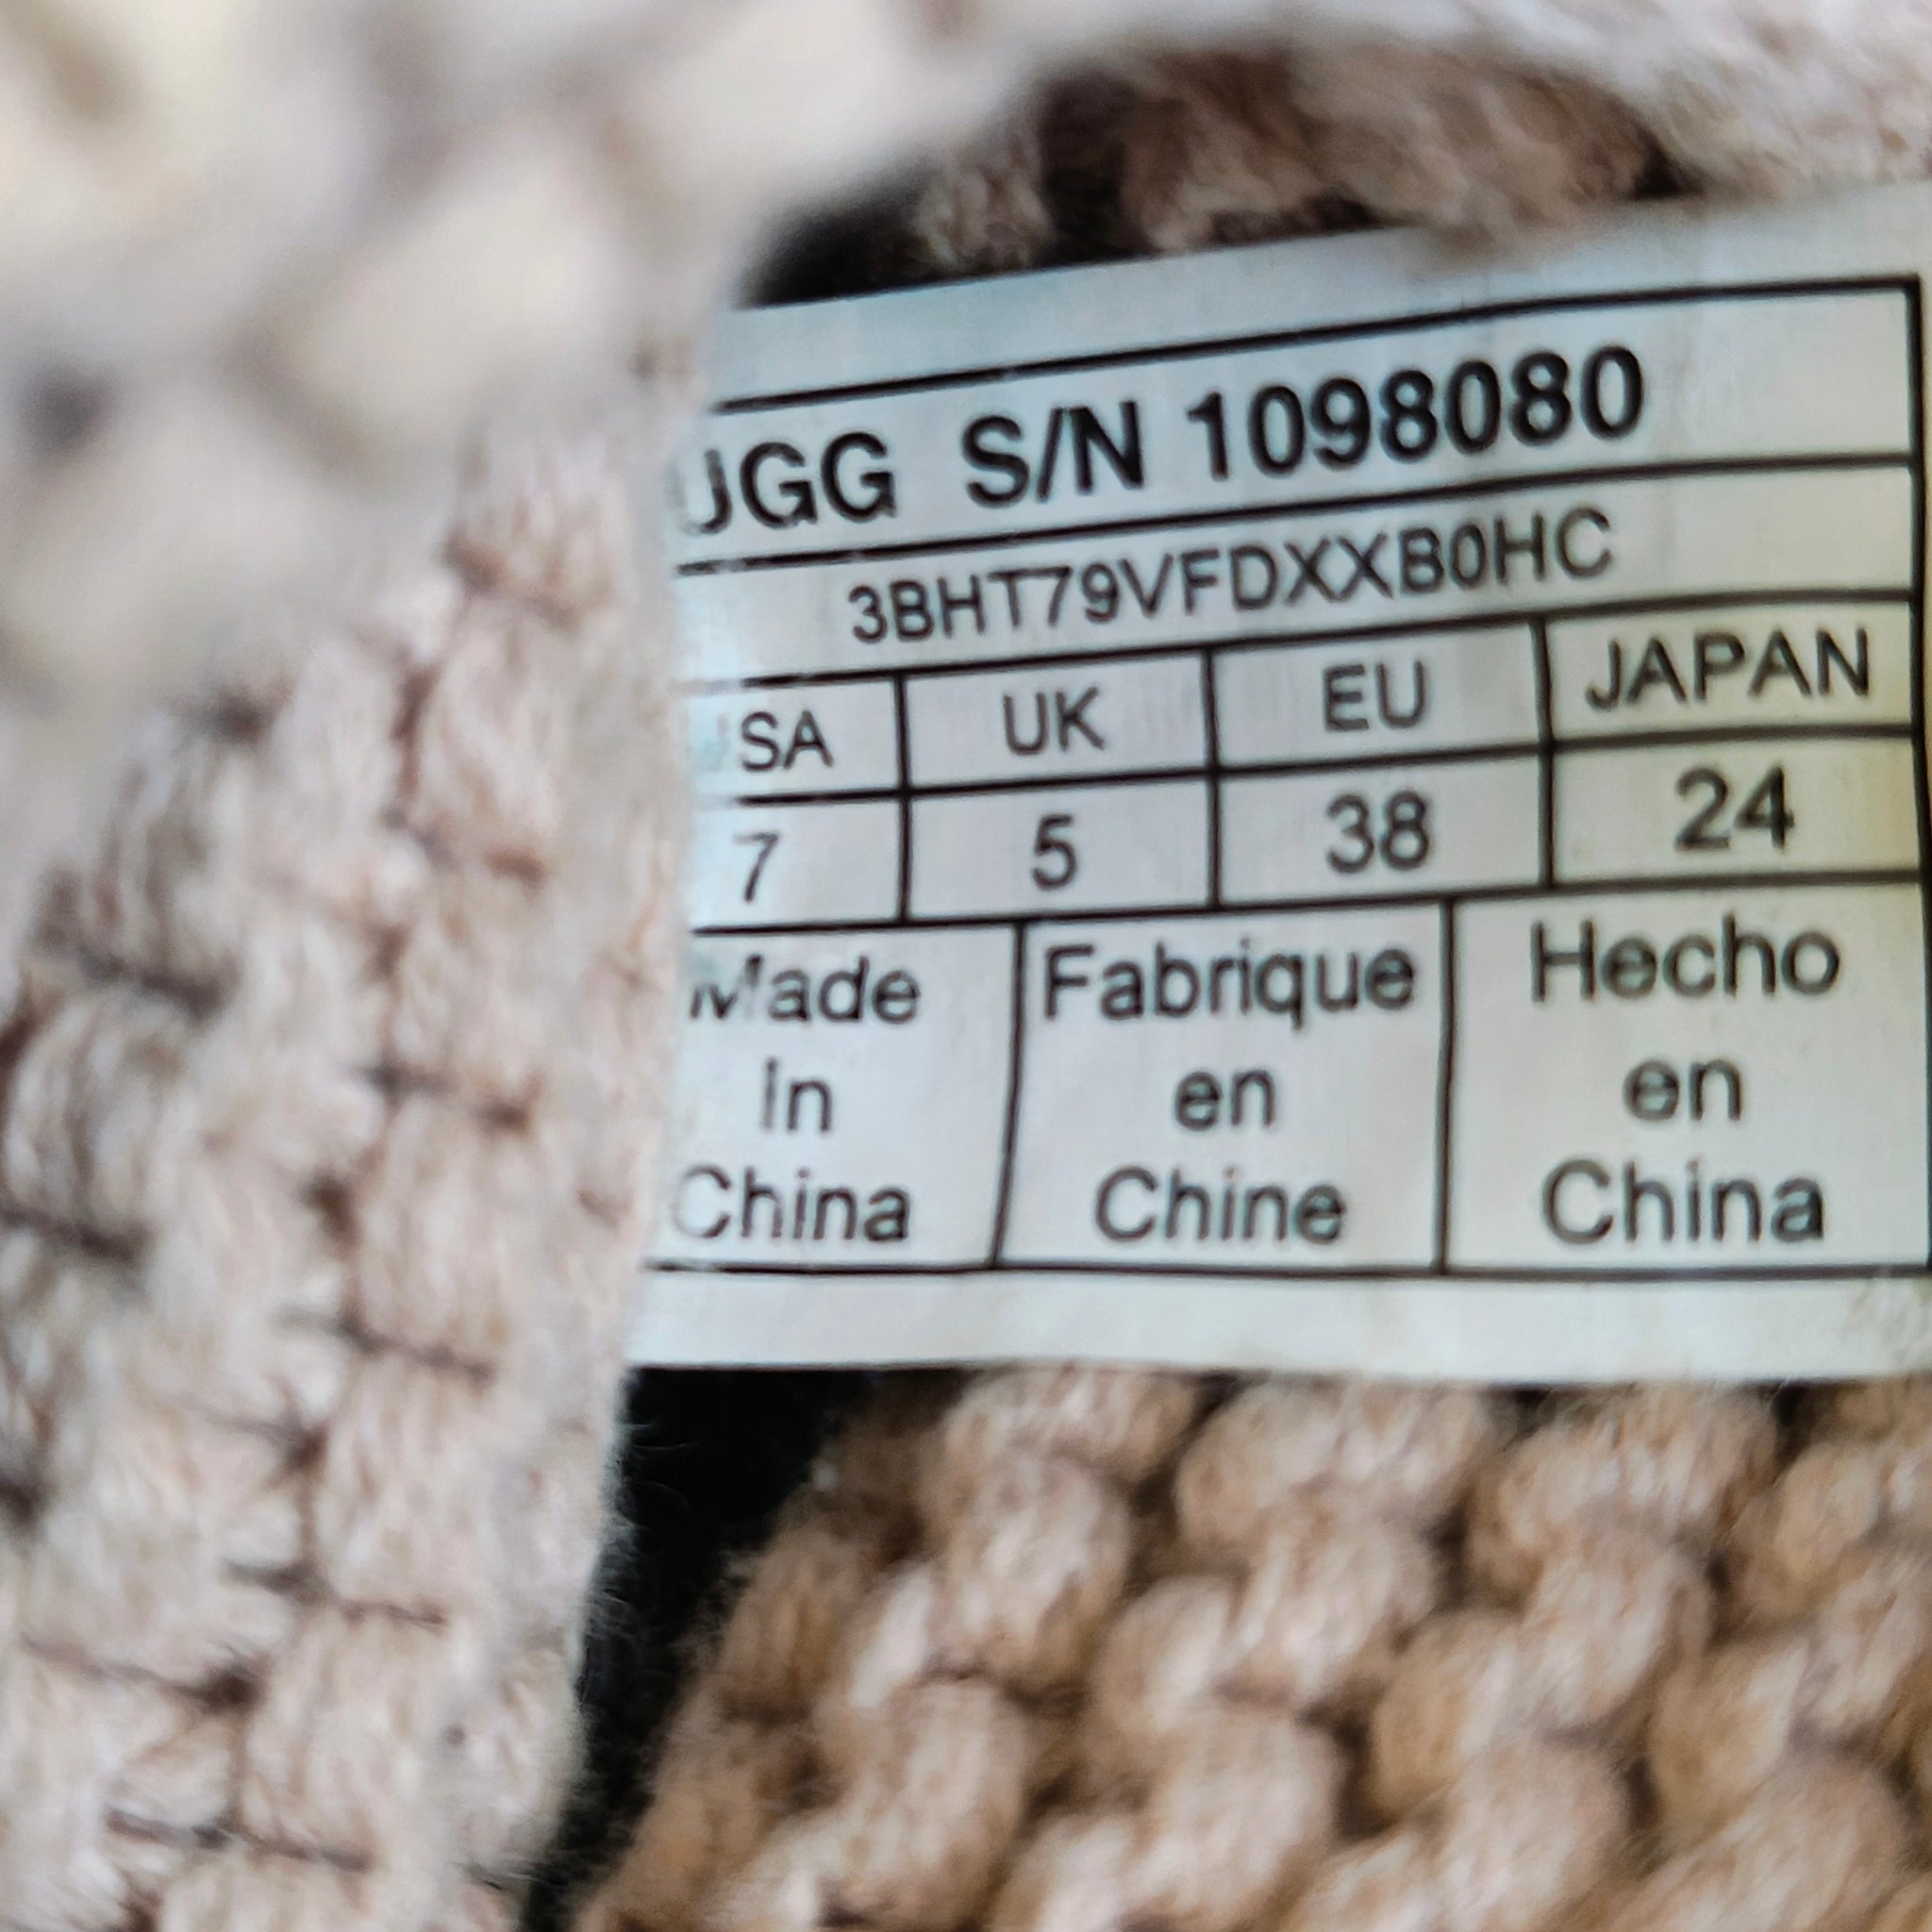 UGG S/N 1098080
3BHT79VFDXXB0HC
USA UK EU JAPAN
7 5 38 24
Made Fabrique Hecho
In en en
China Chine China